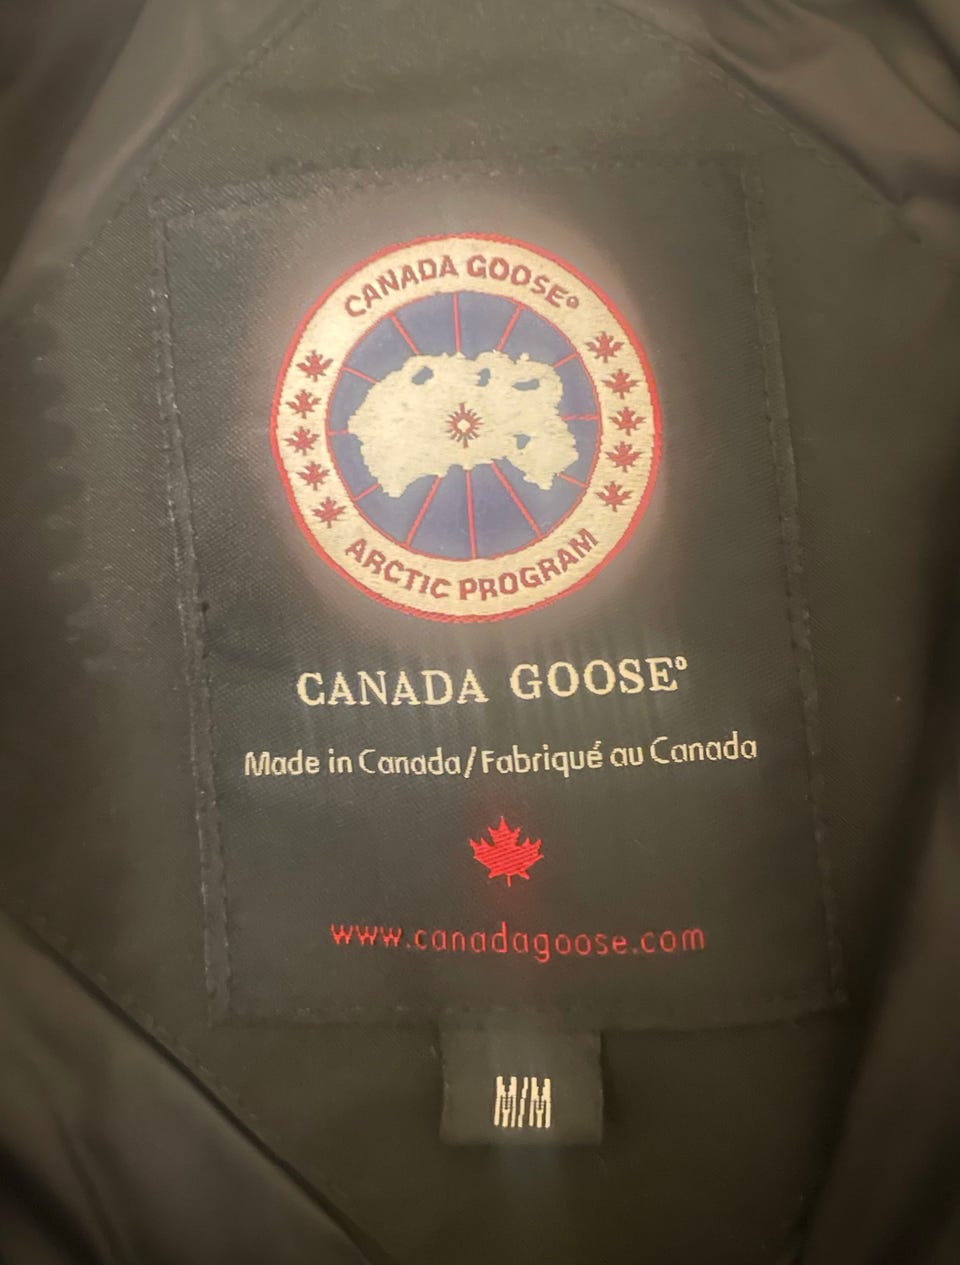 CANADA GOOSE®
ARCTIC PROGRAM
CANADA GOOSE®
Made in Canada/Fabriqué au Canada
www.canadagoose.com
M/M